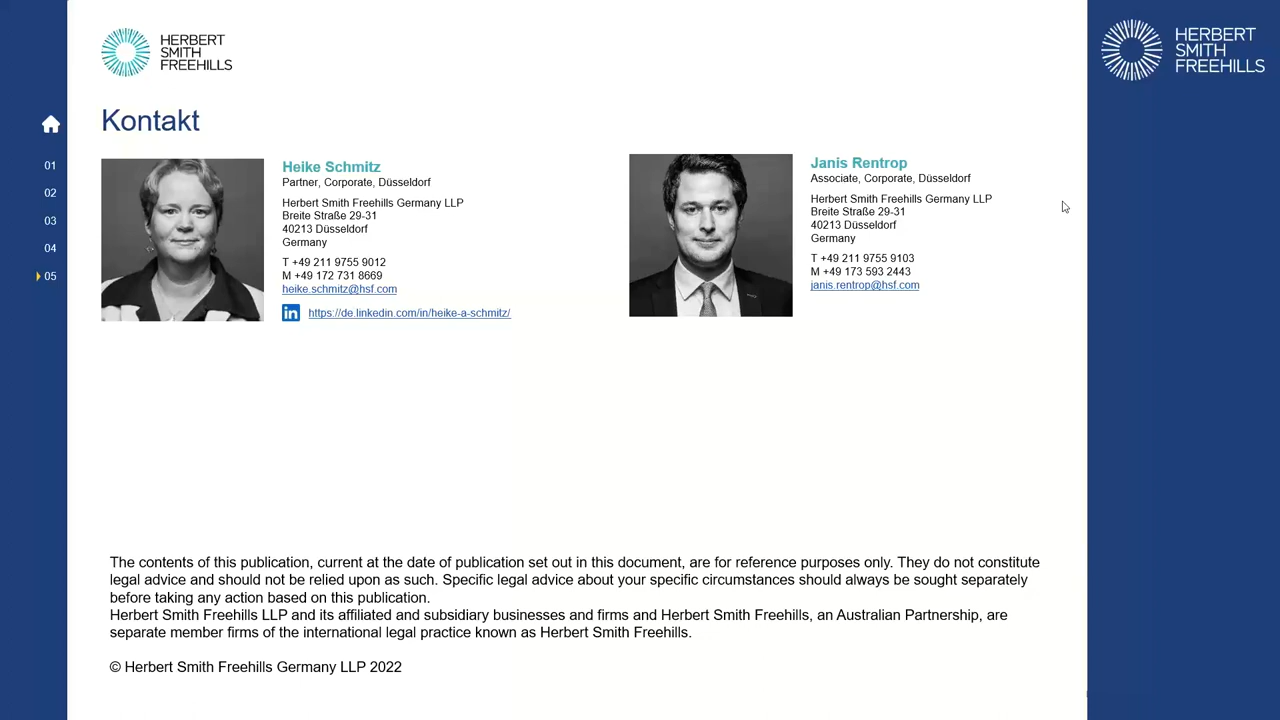 HERBERT
SMITH
FREEHILLS
HERBERT
SMITH
FREEHILLS
Kontakt
01
02
03
04
05
Heike Schmitz
Partner, Corporate, Düsseldorf
Herbert Smith Freehills Germany LLP
Breite Straße 29-31
40213 Düsseldorf
Germany
T +49 211 9755 9012
M +49 172 731 8669
heike.schmitz@hsf.com
in
https://de.linkedin.com/in/heike-a-schmitz/
Janis Rentrop
Associate, Corporate, Düsseldorf
Herbert Smith Freehills Germany LLP
Breite Straße 29-31
40213 Düsseldorf
Germany
T +49 211 9755 9103
M +49 173 593 2443
janis.rentrop@hsf.com
The contents of this publication, current at the date of publication set out in this document, are for reference purposes only. They do not constitute
legal advice and should not be relied upon as such. Specific legal advice about your specific circumstances should always be sought separately
before taking any action based on this publication.
Herbert Smith Freehills LLP and its affiliated and subsidiary businesses and firms and Herbert Smith Freehills, an Australian Partnership, are
separate member firms of the international legal practice known as Herbert Smith Freehills.
© Herbert Smith Freehills Germany LLP 2022